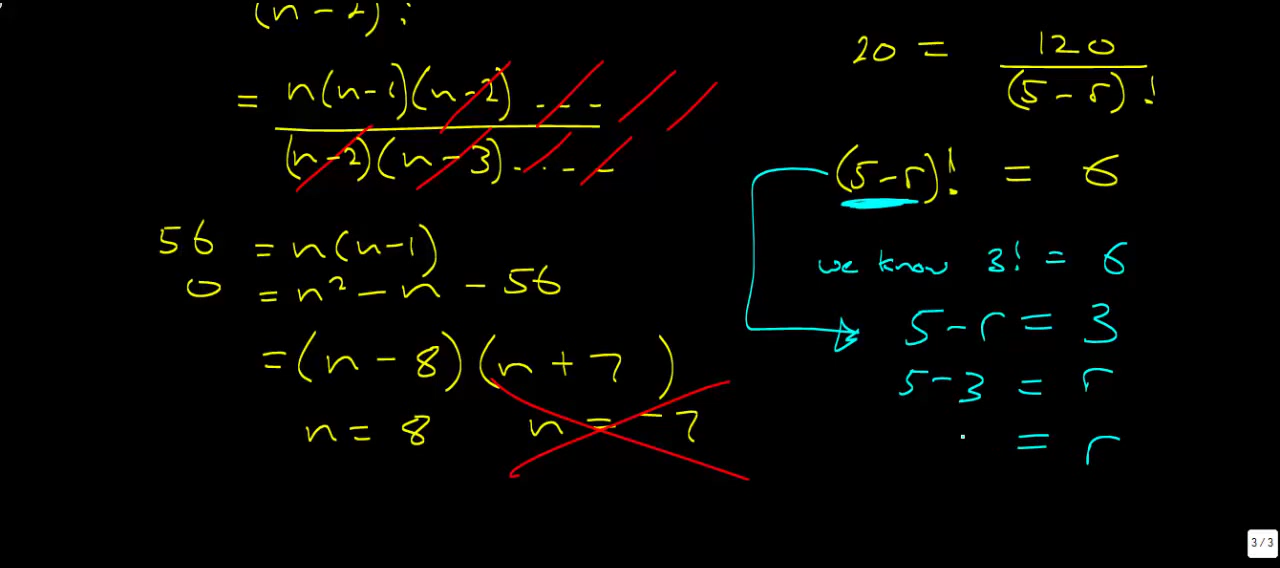 (n - 2)!
= n(n-1)(n-2) - - -
(n-2)(n-3) - - - -
56 = n(n-1)
0 = n² - n - 56
= (n - 8)(n + 7)
n = 8 n = -7
20 = 120
(5 - r)!
(5-r)! = 6
we know 3! = 6
5 - r = 3
5 - 3 = r
= r
3 / 3